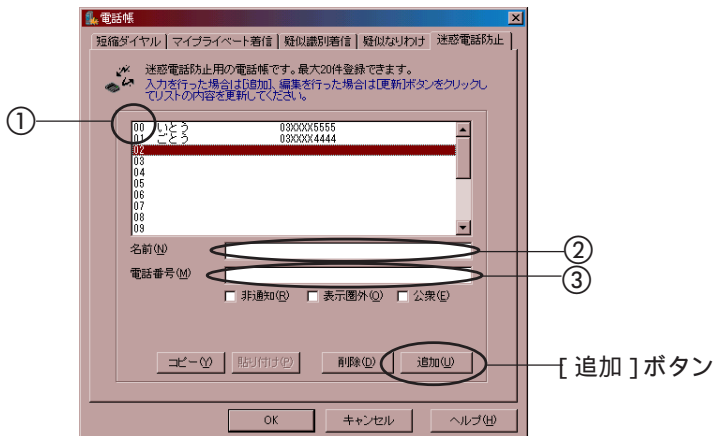 電話帳
短縮ダイヤル マイプライベート着信 疑似識別着信 疑似なりわけ 迷惑電話防止
迷惑電話防止用の電話帳です。最大20件登録できます。
入力を行った場合は[追加]、編集を行った場合は[更新]ボタンをクリックし
てリストの内容を更新してください。
①
00 いとう 03XXXX5555
01 ごとう 03XXXX4444
02
03
04
05
06
07
08
09
名前(N)
②
電話番号(M)
③
非通知(R) 表示圏外(O) 公衆(E)
コピー(Y) 貼り付け(P) 削除(D) 追加(U)
[ 追加 ]ボタン
OK キャンセル ヘルプ(H)